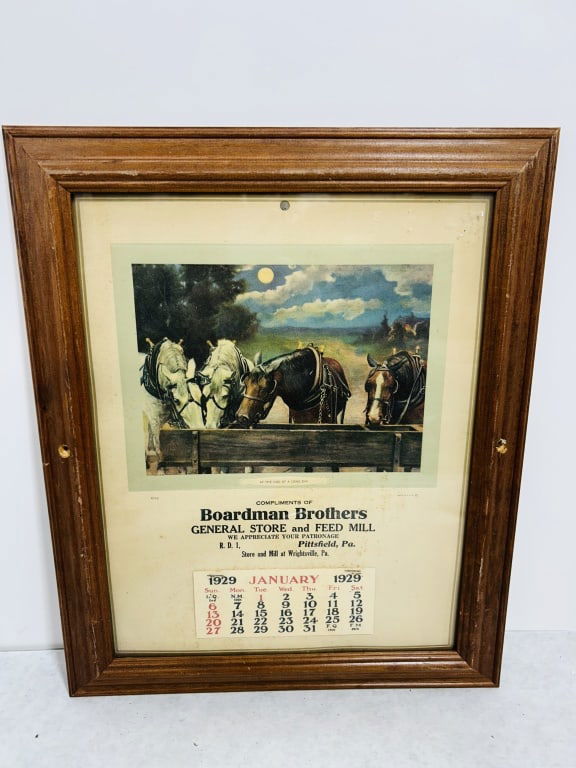 AT THE END OF A LONG DAY
COMPLIMENTS OF
Boardman Brothers
GENERAL STORE and FEED MILL
WE APPRECIATE YOUR PATRONAGE
R. D. 1, Pittsfield, Pa.
Store and Mill at Wrightsville, Pa.
1929 JANUARY 1929
Sun. Mon. Tue. Wed. Thu. Fri. Sat.
L.Q. N.M. 1 2 3 4 5
6 7 8 9 10 11 12
13 14 15 16 17 18 19
20 21 22 23 24 25 26
27 28 29 30 31 F.Q. F.M.